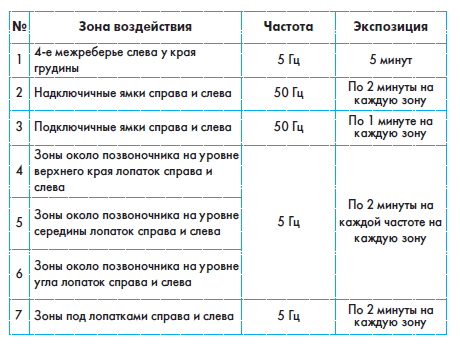 № Зона воздействия Частота Экспозиция
1 4-е межреберье слева у края грудины 5 Гц 5 минут
2 Надключичные ямки справа и слева 50 Гц По 2 минуты на каждую зону
3 Подключичные ямки справа и слева 50 Гц По 1 минуте на каждую зону
4 Зоны около позвоночника на уровне верхнего края лопаток справа и слева
5 Зоны около позвоночника на уровне середины лопаток справа и слева 5 Гц По 2 минуты на каждой частоте на каждую зону
6 Зоны около позвоночника на уровне угла лопаток справа и слева
7 Зоны под лопатками справа и слева 5 Гц По 2 минуты на каждую зону